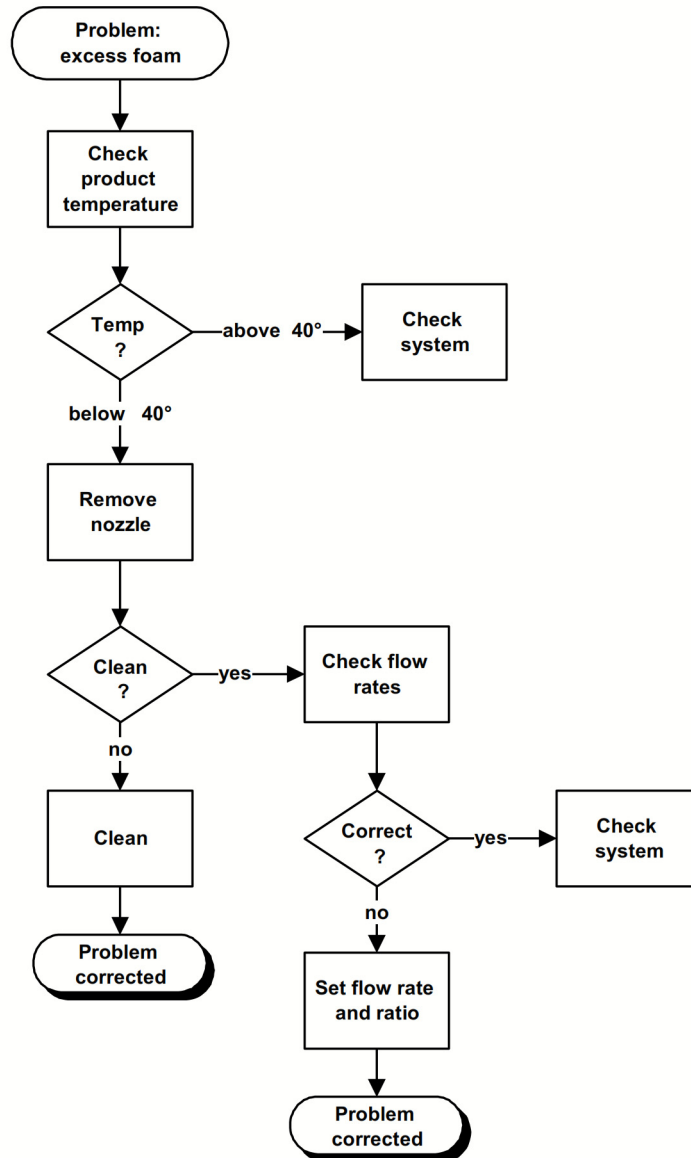 Problem:
excess foam
Check
product
temperature
Temp
?
above 40°
Check
system
below 40°
Remove
nozzle
Clean
?
yes
Check flow
rates
no
Clean
Correct
?
yes
Check
system
Problem
corrected
no
Set flow rate
and ratio
Problem
corrected